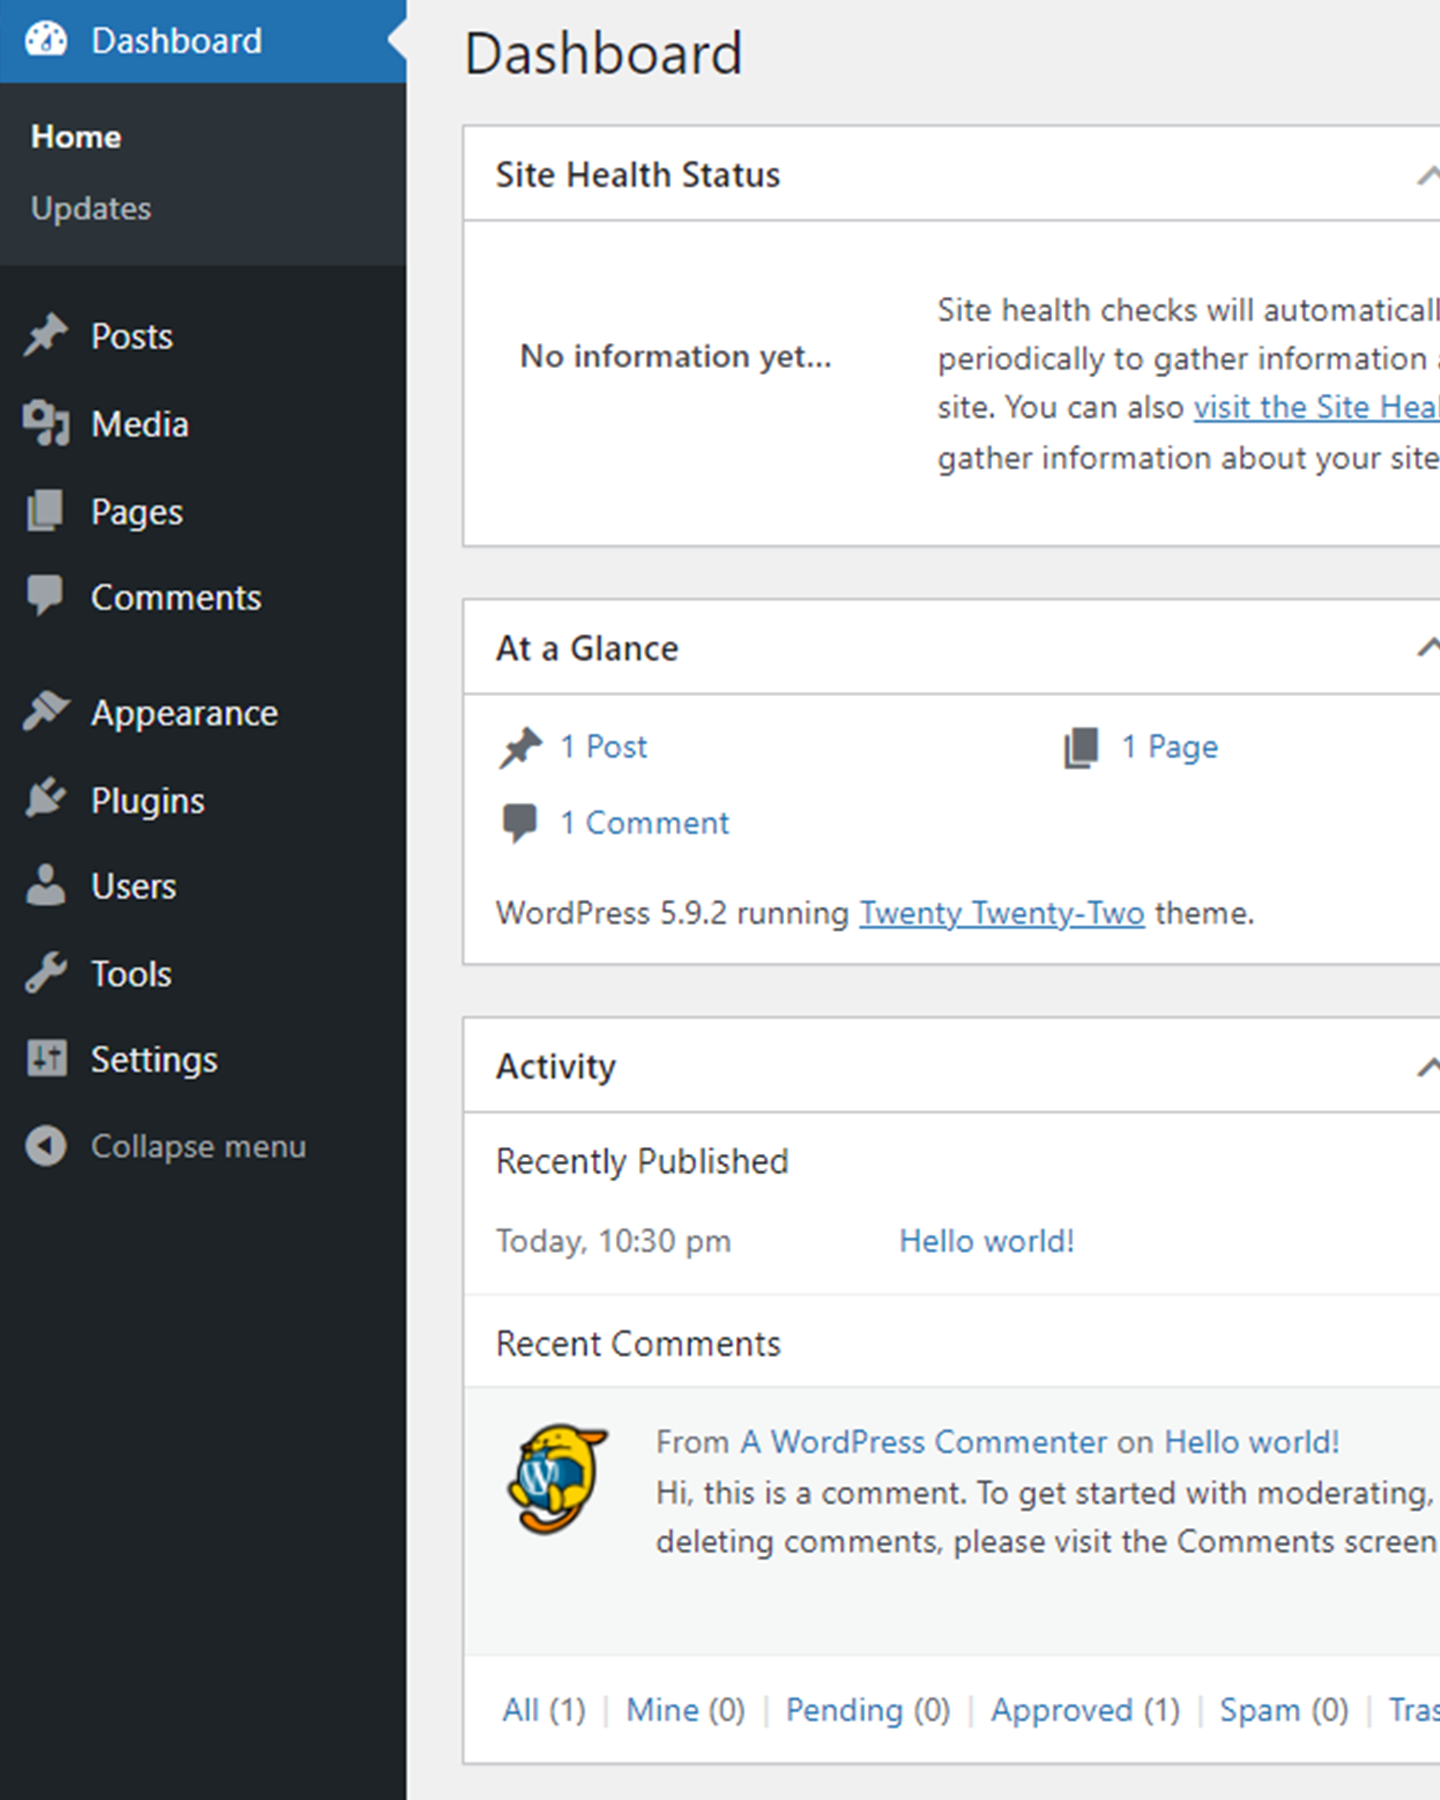 Dashboard
Home
Updates
Posts
Media
Pages
Comments
Appearance
Plugins
Users
Tools
Settings
Collapse menu
Dashboard
Site Health Status
No information yet...
Site health checks will
periodically to gather information
site. You can also visit the Site
gather information about your site
At a Glance
1 Post
1 Page
1 Comment
WordPress 5.9.2 running Twenty Twenty-Two theme.
Activity
Recently Published
Today, 10:30 pm
Hello world!
Recent Comments
From A WordPress Commenter on Hello world!
Hi, this is a comment. To get started with moderating,
deleting comments, please visit the Comments screen
All (1) | Mine (0) | Pending (0) | Approved (1) | Spam (0) |